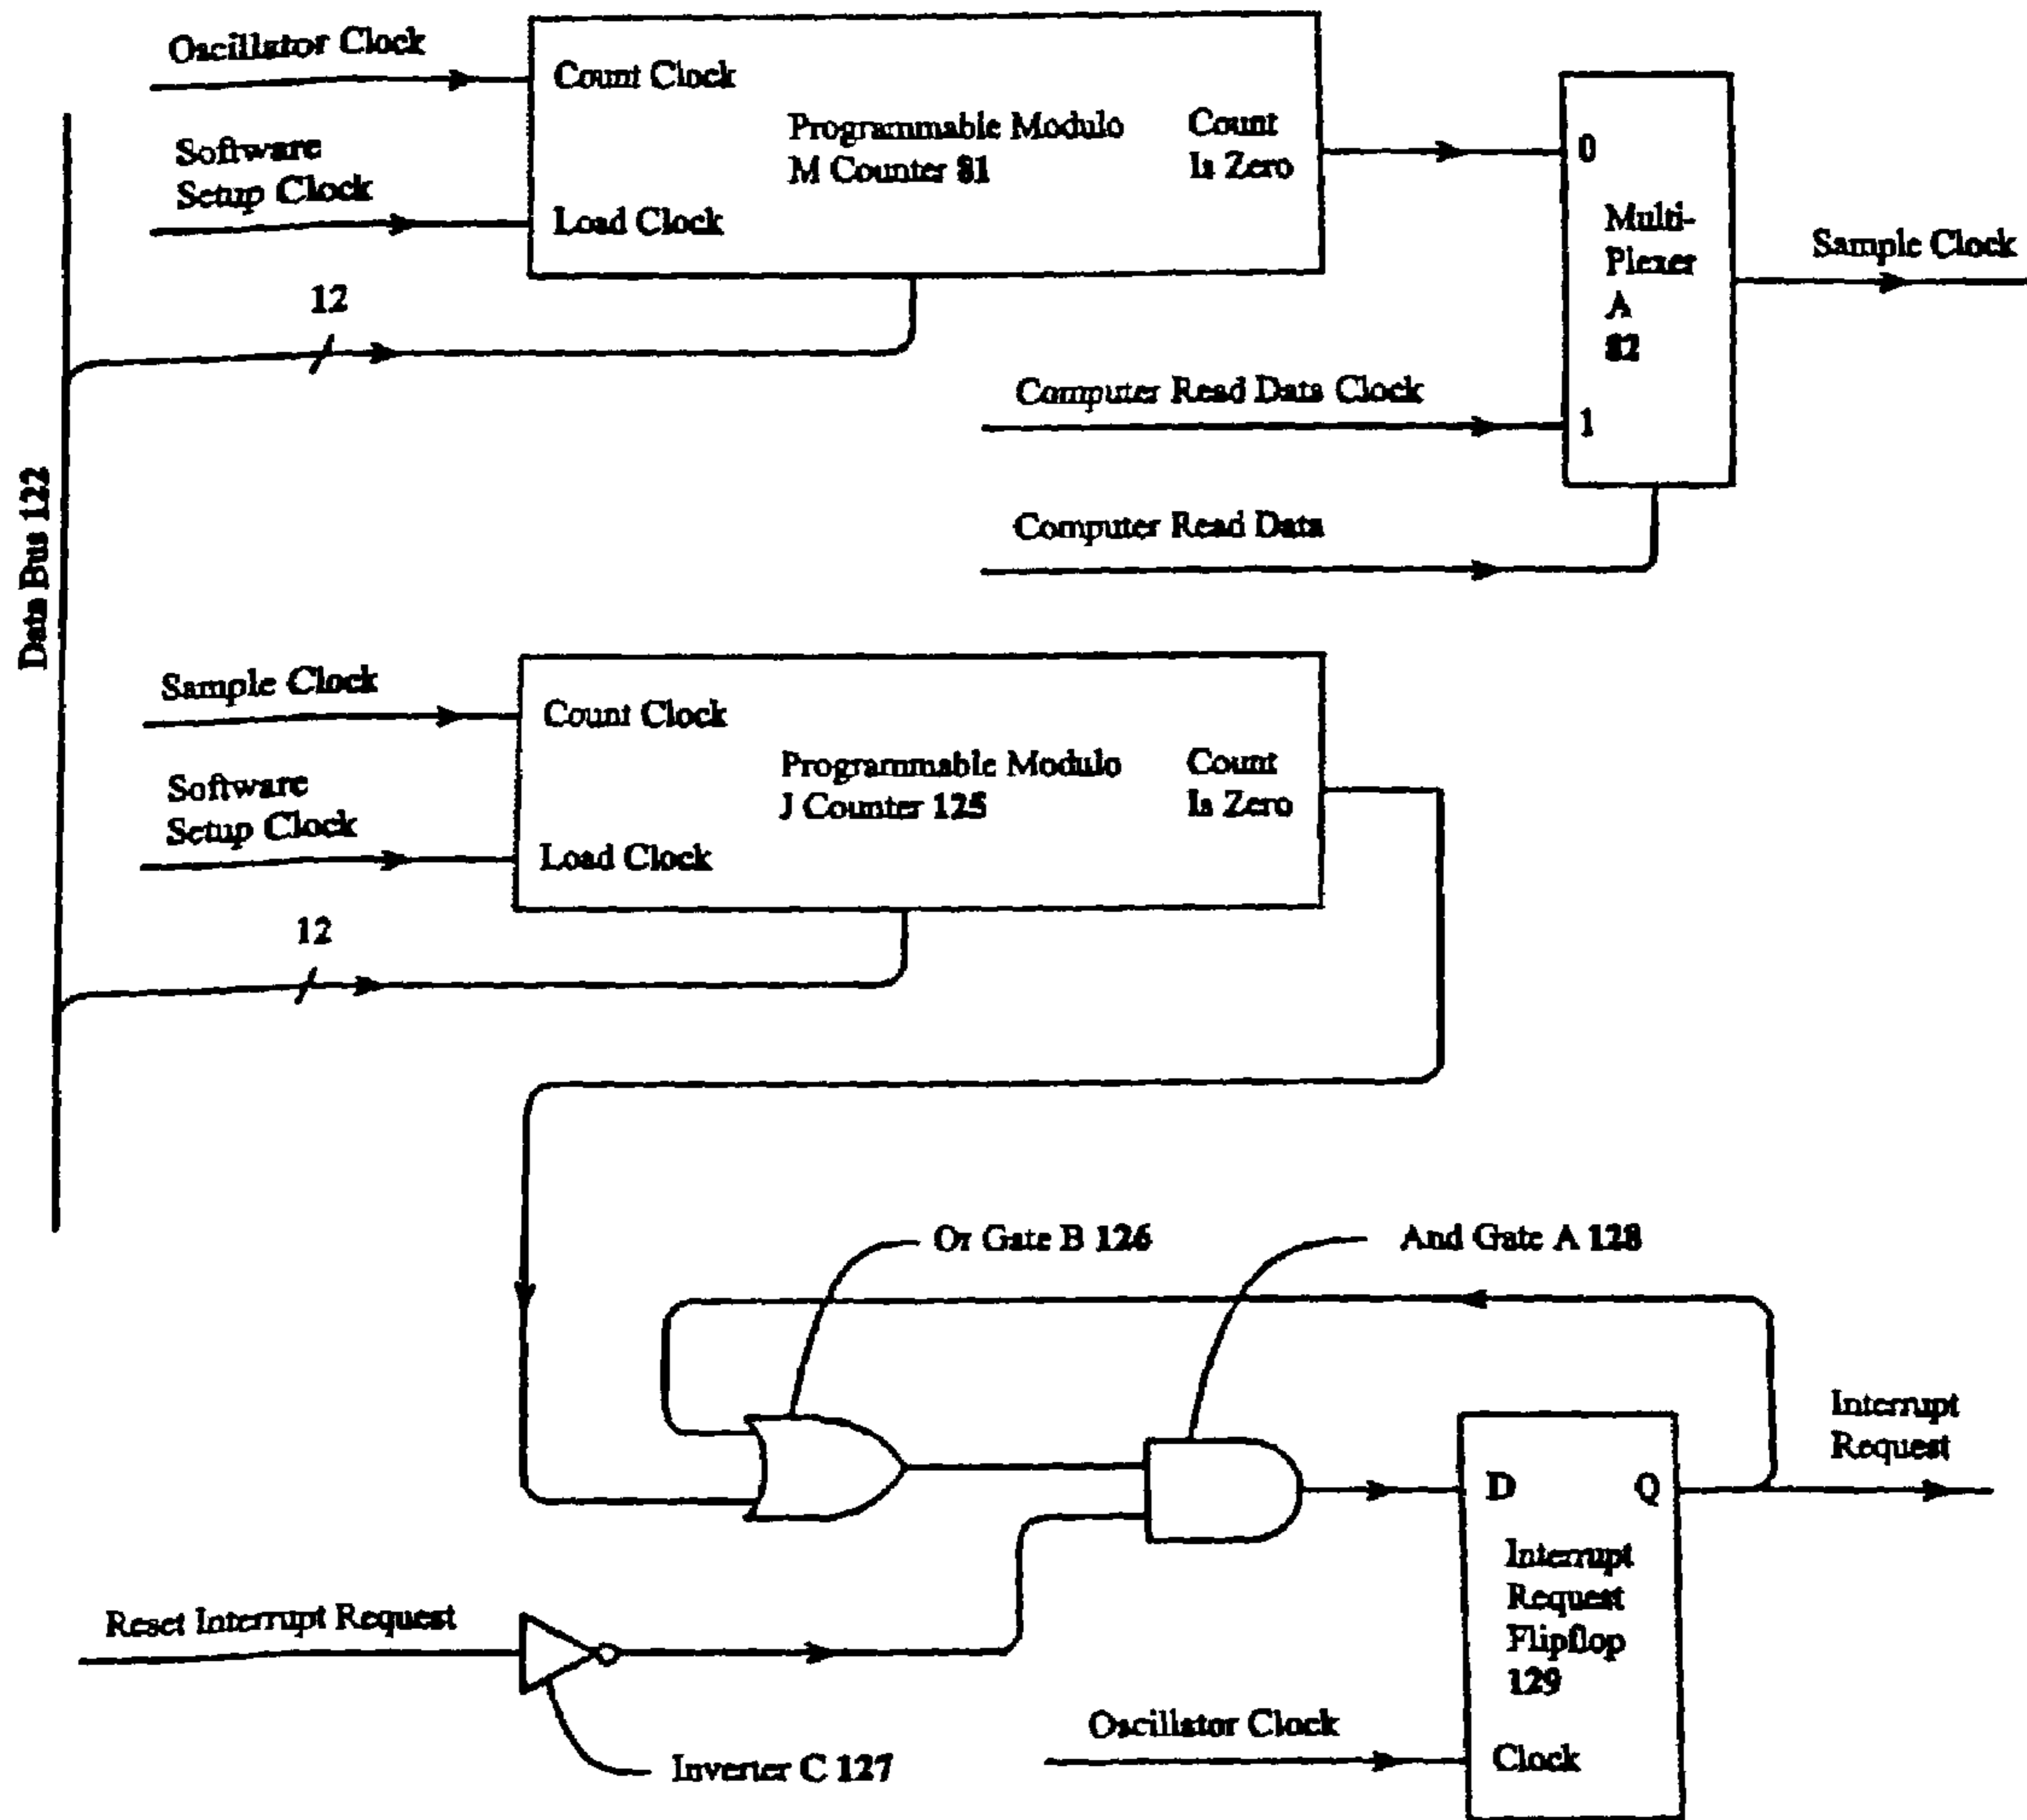 Oscillator Clock
Count Clock
Programmable Modulo
M Counter 81
Count
Is Zero
Software
Setup Clock
Load Clock
12
0
Multi-
Plexer
A
82
1
Sample Clock
Computer Read Data Clock
Computer Read Data
Data Bus 122
Sample Clock
Count Clock
Programmable Modulo
J Counter 125
Count
Is Zero
Software
Setup Clock
Load Clock
12
Or Gate B 126
And Gate A 128
Interrupt
Request
D
Q
Interrupt
Request
Flipflop
129
Clock
Reset Interrupt Request
Inverter C 127
Oscillator Clock